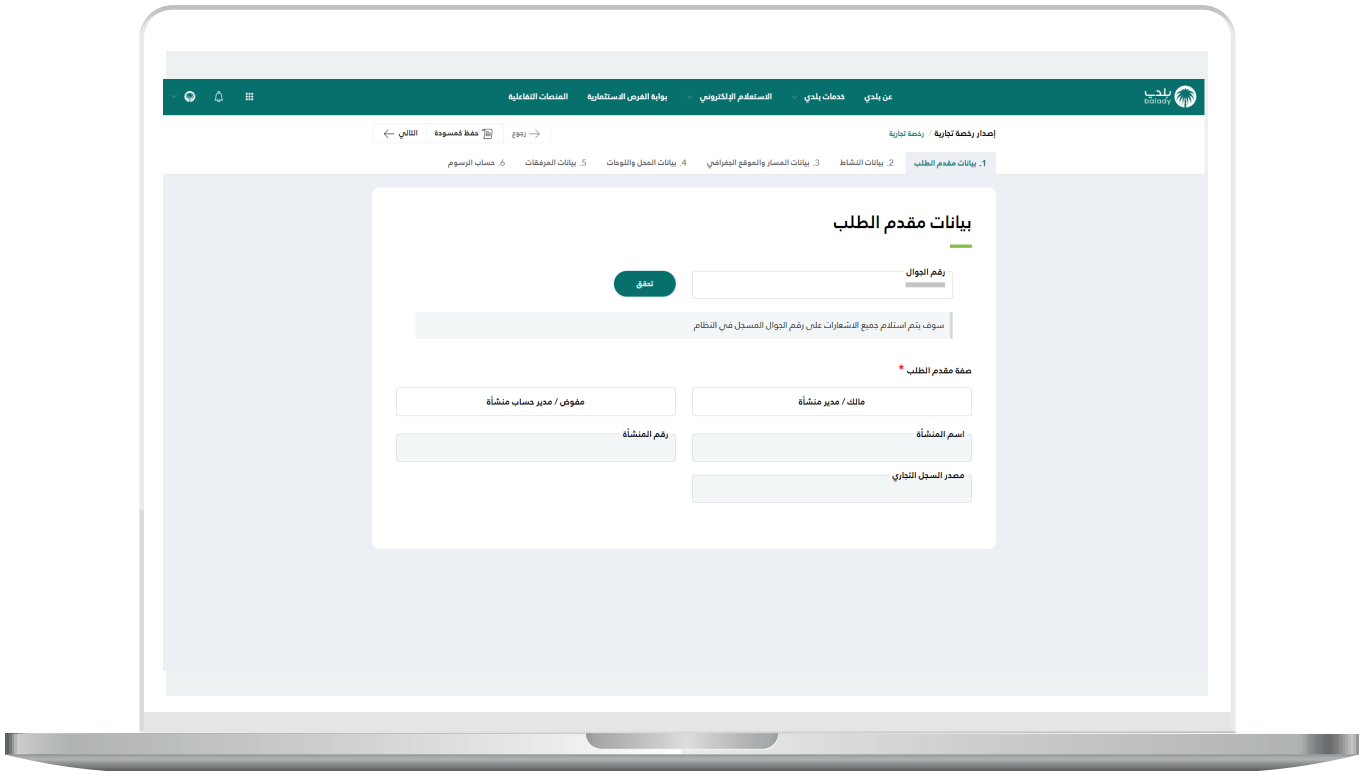 بلدي
balady
عن بلدي
خدمات بلدي
الاستعلام الإلكتروني
بوابة الفرص الاستثمارية
المنصات التفاعلية
إصدار رخصة تجارية / رخصة تجارية
رجوع
حفظ كمسودة
التالي
1. بيانات مقدم الطلب
2. بيانات النشاط
3. بيانات المسار والموقع الجغرافي
4. بيانات المحل واللوحات
5. بيانات المرفقات
6. حساب الرسوم
بيانات مقدم الطلب
رقم الجوال
تحقق
سوف يتم استلام جميع الاشعارات على رقم الجوال المسجل في النظام
صفة مقدم الطلب *
مالك / مدير منشأة
مفوض / مدير حساب منشأة
اسم المنشأة
رقم المنشأة
مصدر السجل التجاري